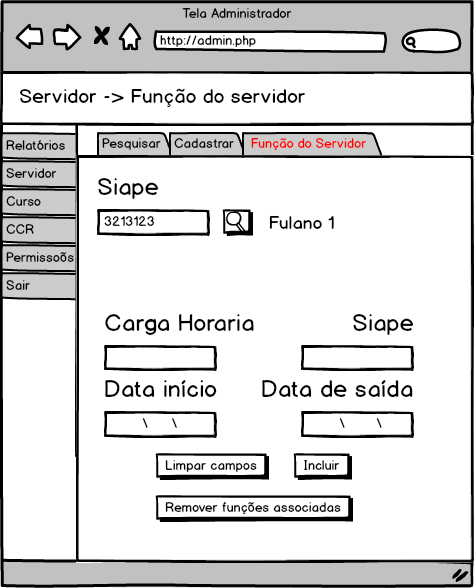 Tela Administrador
http://admin.php
Servidor -> Função do servidor
Relatórios
Servidor
Curso
CCR
Permissoõs
Sair
Pesquisar Cadastrar Função do Servidor
Siape
3213123 Fulano 1
Carga Horaria Siape
Data início Data de saída
\ \ \ \
Limpar campos Incluir
Remover funções associadas